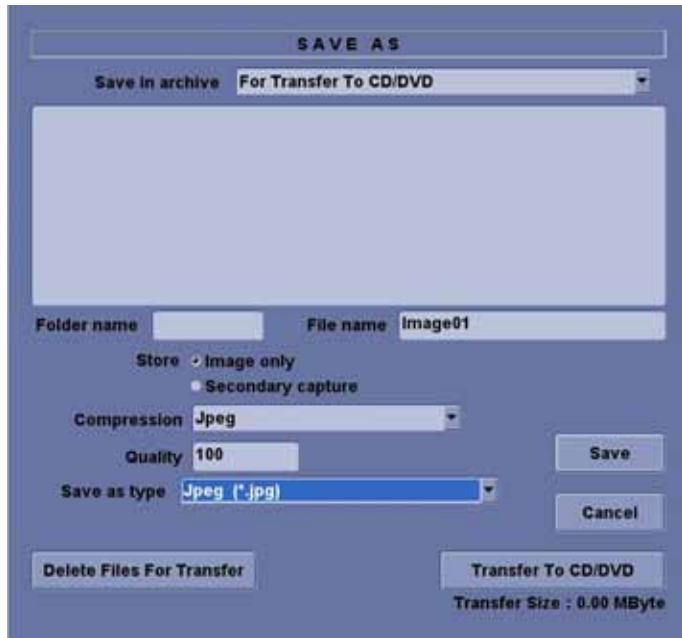 SAVE AS
Save in archive For Transfer To CD/DVD
Folder name File name Image01
Store Image only
Secondary capture
Compression Jpeg
Quality 100
Save as type Jpeg (*.jpg)
Save
Cancel
Delete Files For Transfer Transfer To CD/DVD
Transfer Size : 0.00 MByte